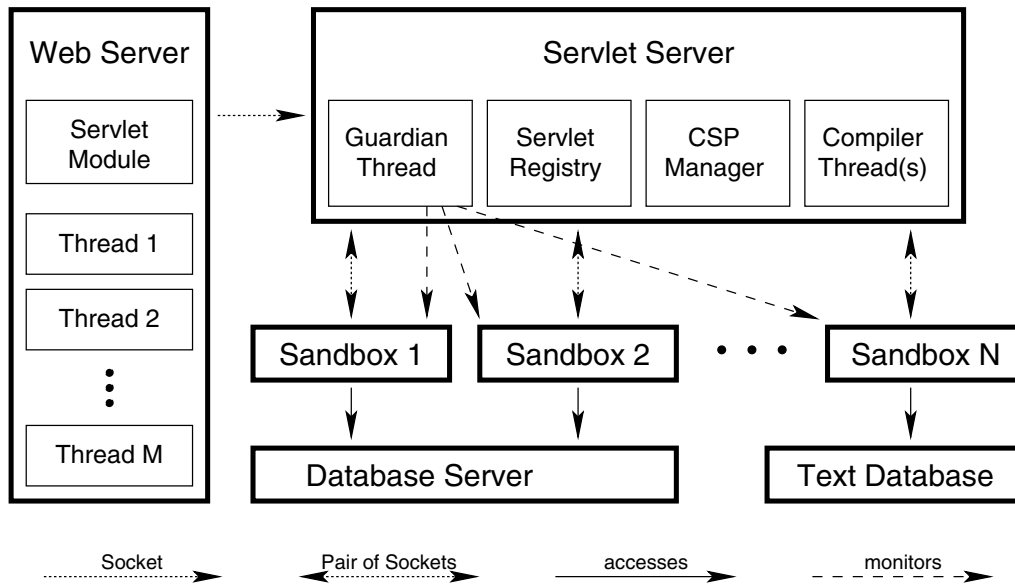 Web Server
Servlet
Module
Thread 1
Thread 2
Thread M
Servlet Server
Guardian
Thread
Servlet
Registry
CSP
Manager
Compiler
Thread(s)
Sandbox 1
Sandbox 2
Sandbox N
Database Server
Text Database
Socket
Pair of Sockets
accesses
monitors